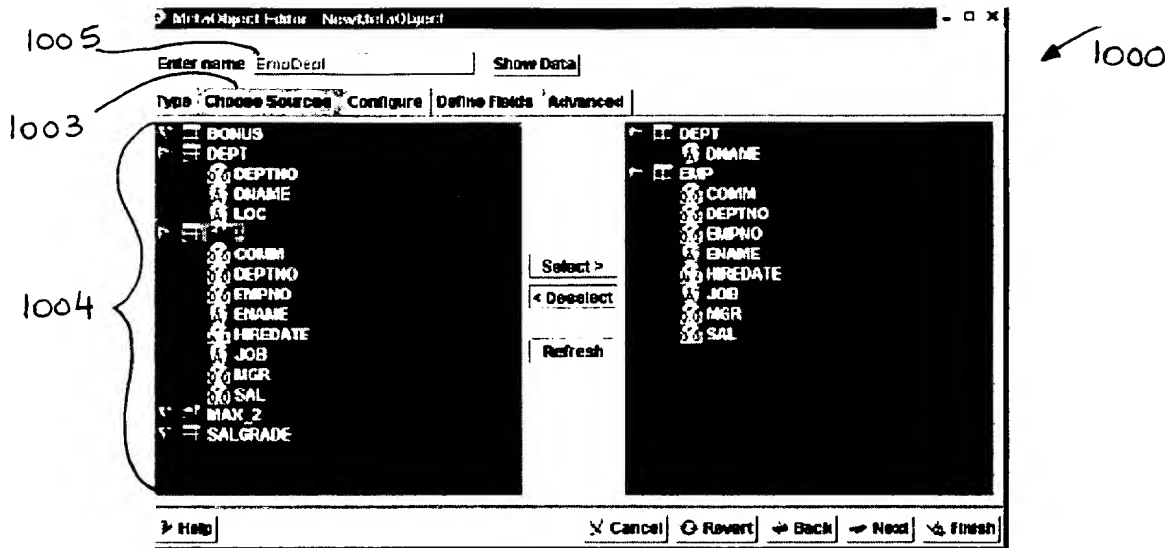 MetaObject Editor NewMetaObject
1005
1000
Enter name EmpDept Show Data
Type Choose Sources Configure Define Fields Advanced
1003
BONUS
DEPT
DEPTNO
DNAME
LOC
COMM
DEPTNO
EMPNO
ENAME
HIREDATE
JOB
MGR
SAL
MAX_2
SALGRADE
1004
Select >
< Deselect
Refresh
DEPT
DNAME
EMP
COMM
DEPTNO
EMPNO
ENAME
HIREDATE
JOB
MGR
SAL
Help Cancel Revert Back Next Finish